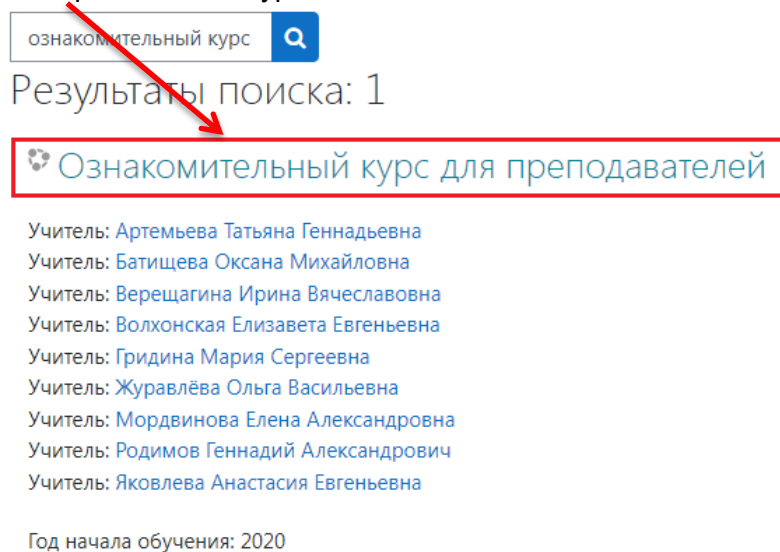 ознакомительный курс
Результаты поиска: 1
Ознакомительный курс для преподавателей
Учитель: Артемьева Татьяна Геннадьевна
Учитель: Батищева Оксана Михайловна
Учитель: Верещагина Ирина Вячеславовна
Учитель: Волхонская Елизавета Евгеньевна
Учитель: Гридина Мария Сергеевна
Учитель: Журавлёва Ольга Васильевна
Учитель: Мордвинова Елена Александровна
Учитель: Родимов Геннадий Александрович
Учитель: Яковлева Анастасия Евгеньевна
Год начала обучения: 2020